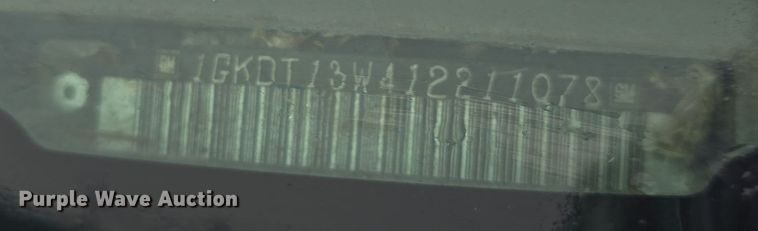 GM 1GKDT13W412211078 GM
Purple Wave Auction